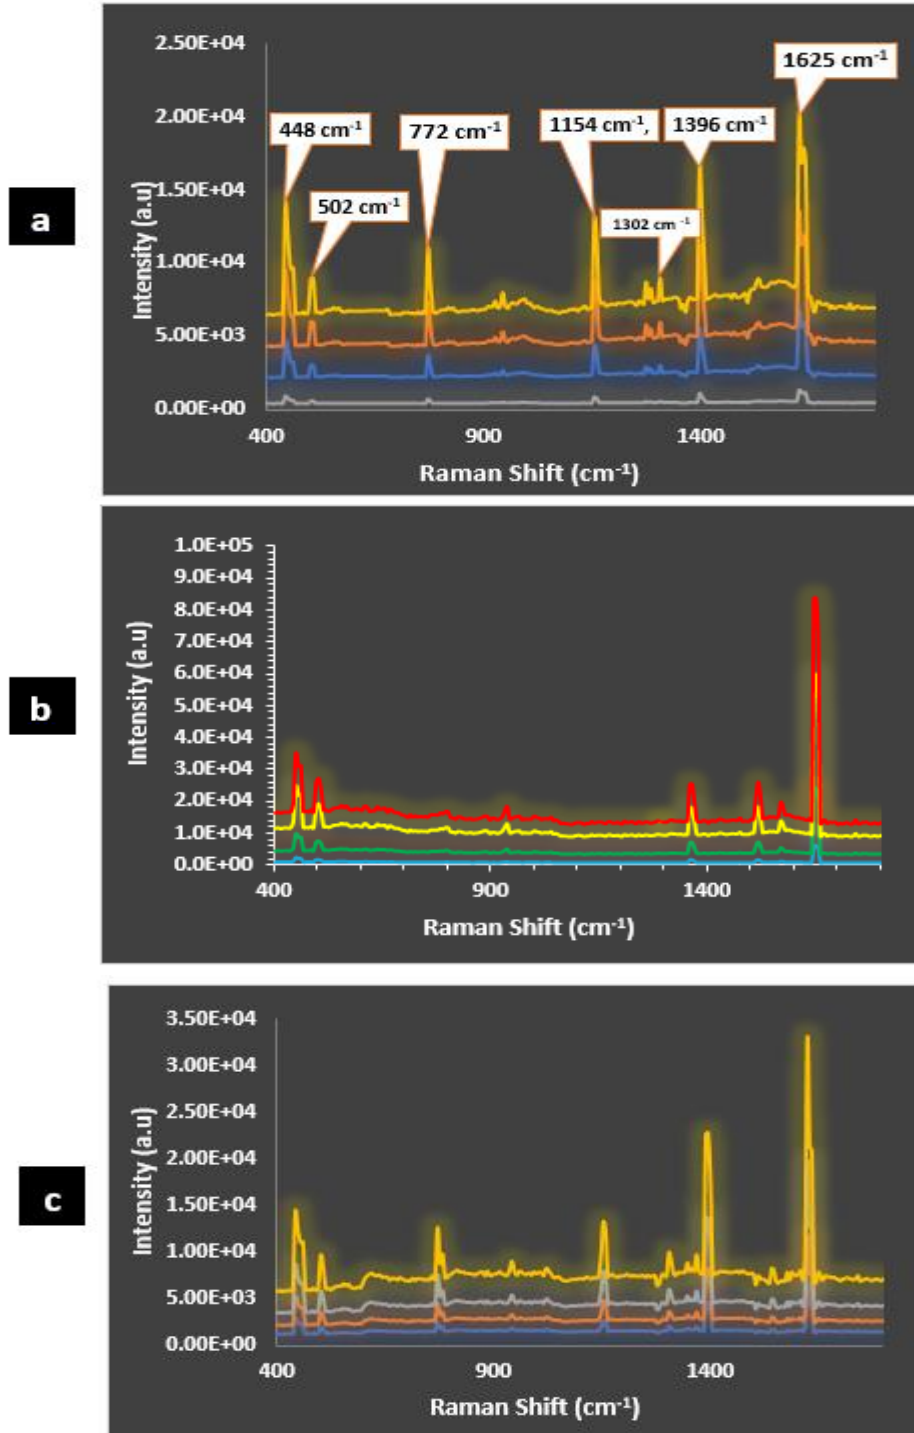 a
2.50E+04
2.00E+04
1.50E+04
1.00E+04
5.00E+03
0.00E+00
Intensity (a.u)
448 cm-1
502 cm-1
772 cm-1
1154 cm-1,
1302 cm -1
1396 cm-1
1625 cm-1
400 900 1400
Raman Shift (cm-1)
b
1.0E+05
9.0E+04
8.0E+04
7.0E+04
6.0E+04
5.0E+04
4.0E+04
3.0E+04
2.0E+04
1.0E+04
0.0E+00
Intensity (a.u)
400 900 1400
Raman Shift (cm-1)
c
3.50E+04
3.00E+04
2.50E+04
2.00E+04
1.50E+04
1.00E+04
5.00E+03
0.00E+00
Intensity (a.u)
400 900 1400
Raman Shift (cm-1)